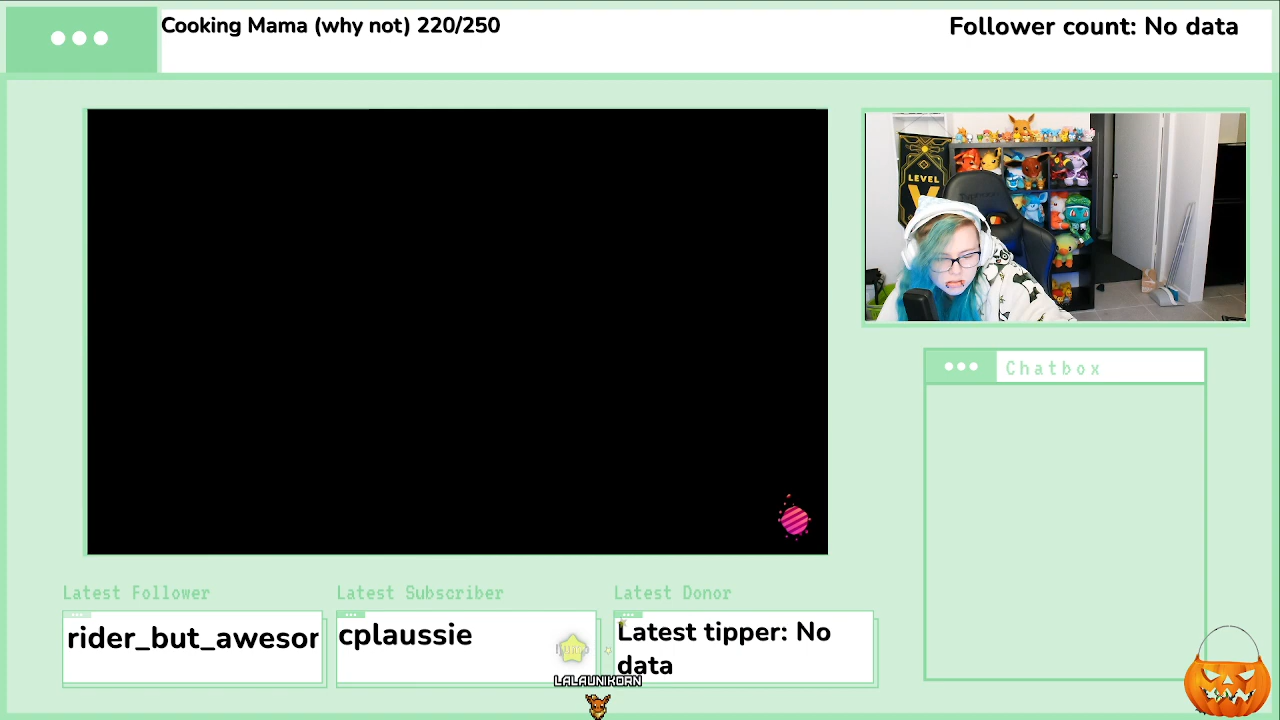 Cooking Mama (why not) 220/250
Follower count: No data
LEVEL
Chatbox
Latest Follower
Latest Subscriber
Latest Donor
rider_but_awesor
cplaussie
Latest tipper: No
data
LALAUNIKORN